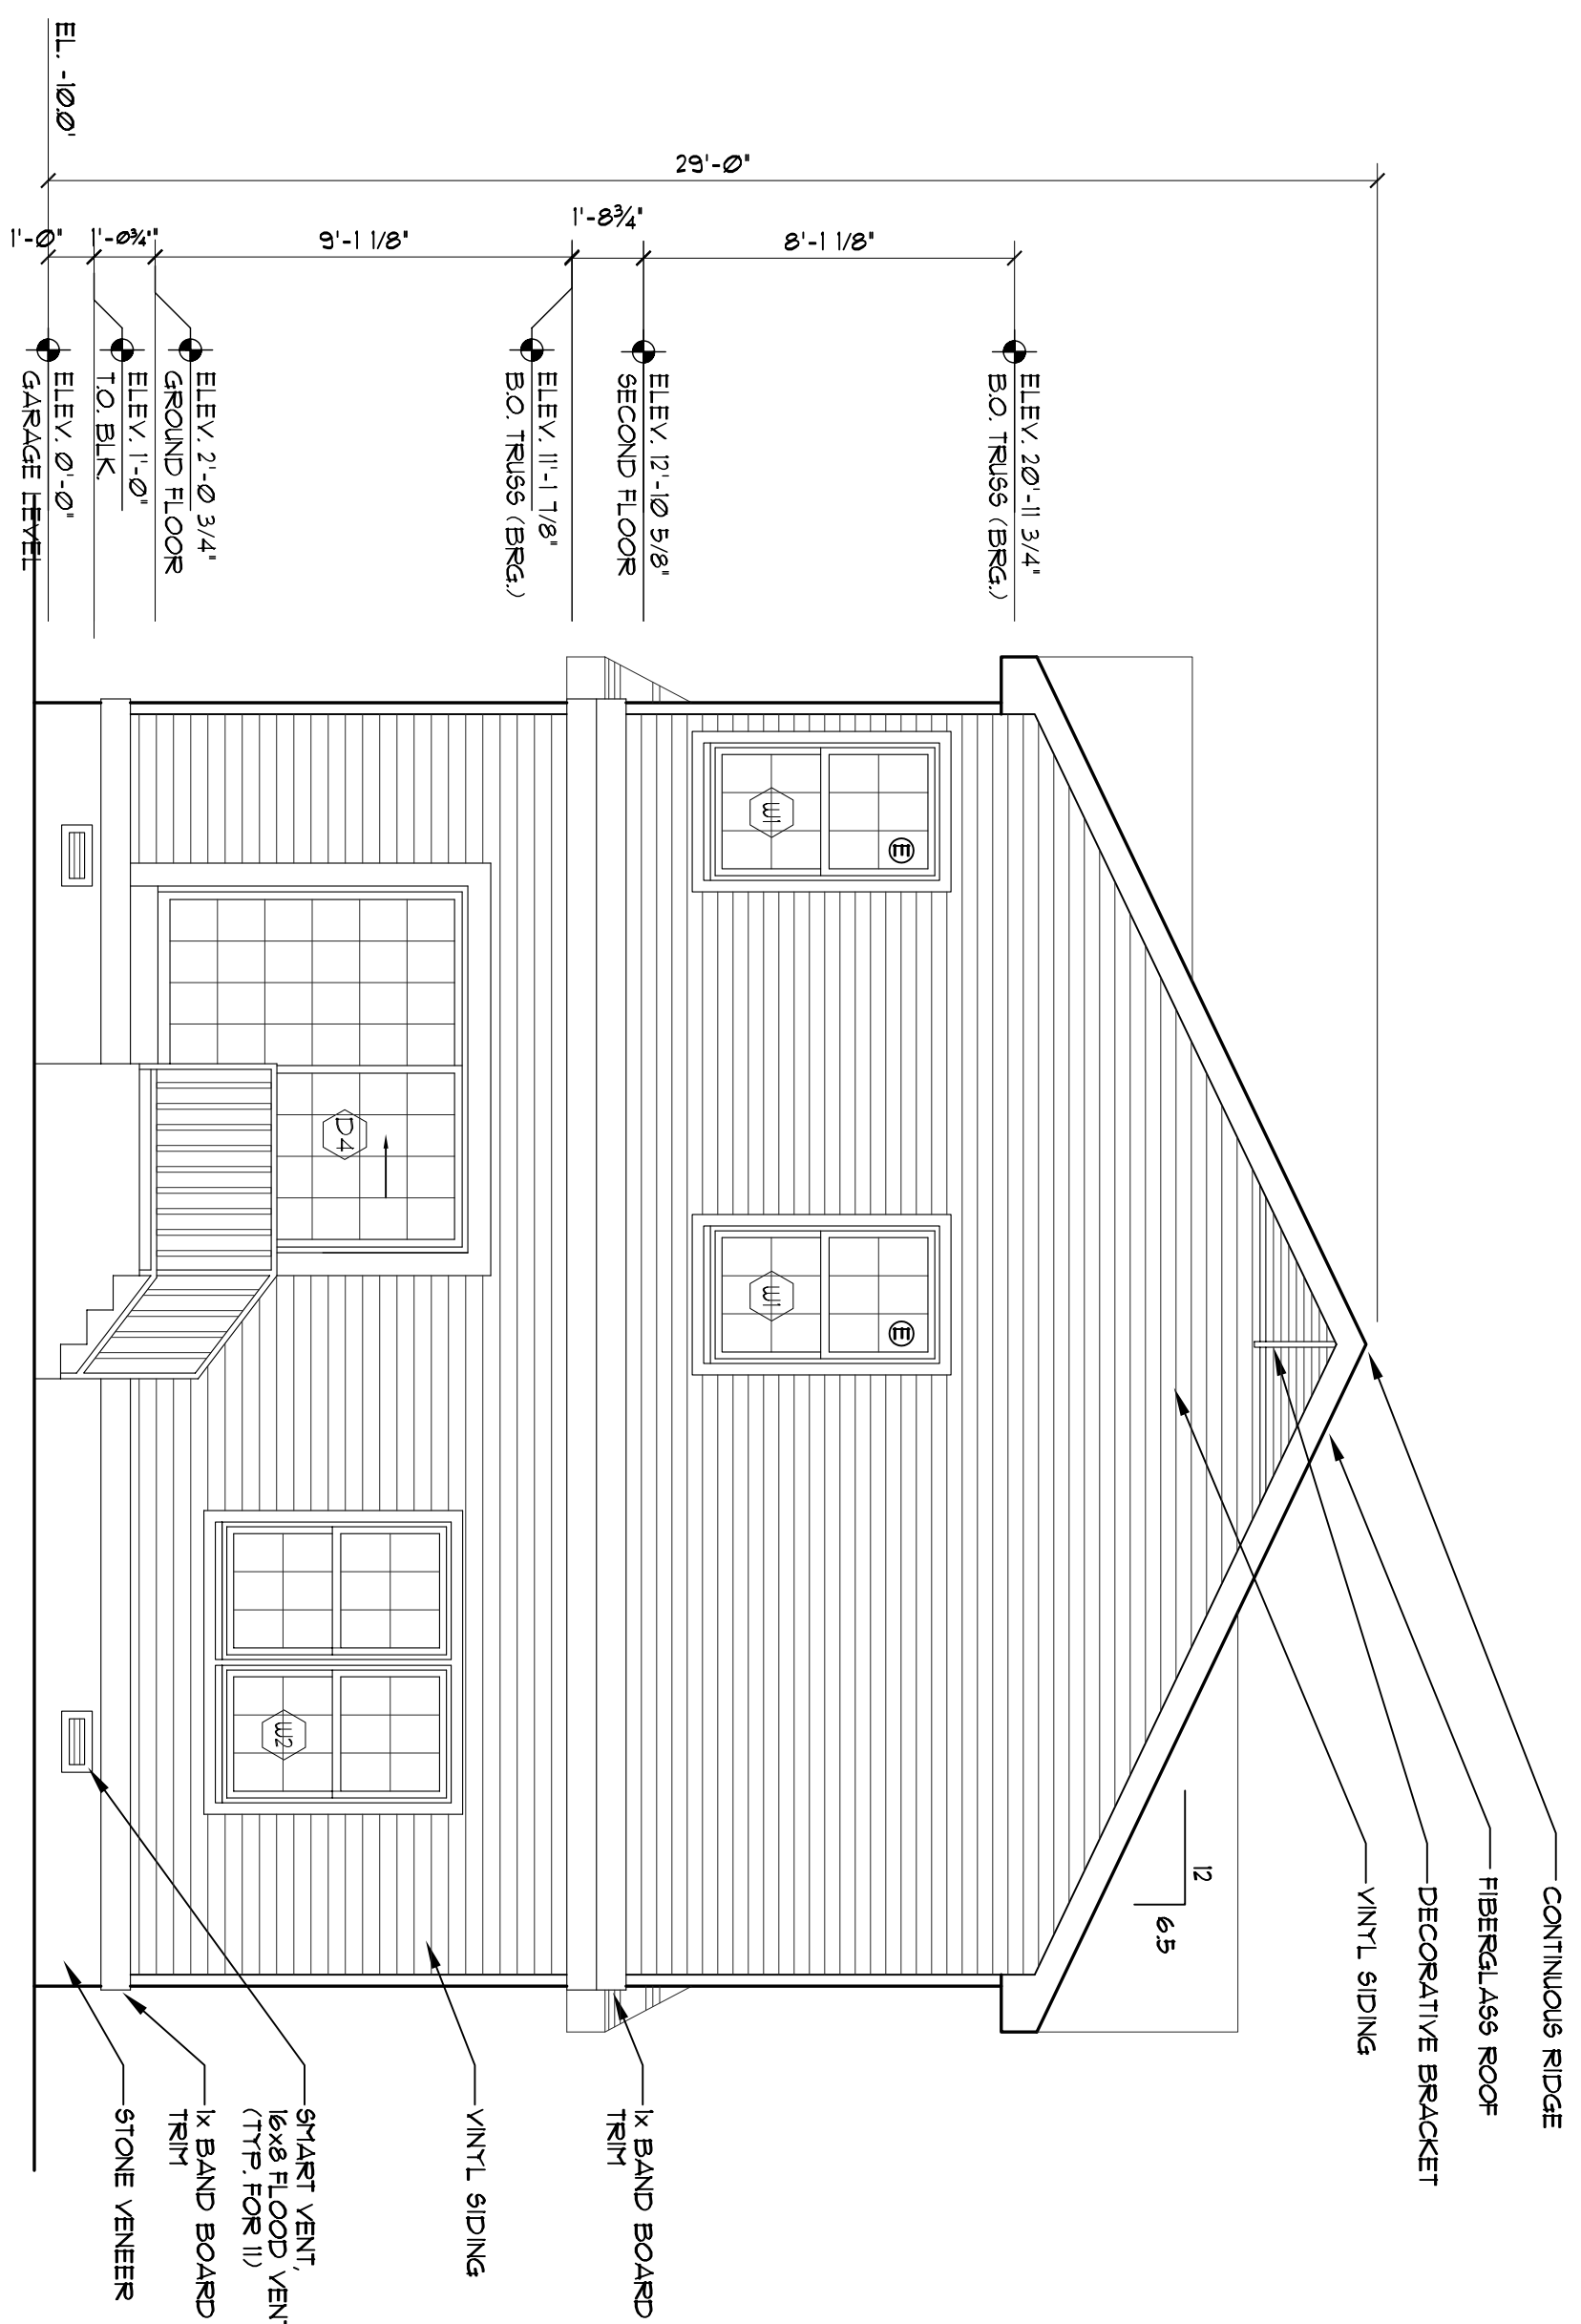 CONTINUOUS RIDGE
FIBERGLASS ROOF
DECORATIVE BRACKET
VINYL SIDING
12
6.5
29'-0"
8'-1 1/8"
1'-8¾"
9'-1 1/8"
1'-0¾"
1'-0"
ELEV. 20'-11 3/4"
B.O. TRUSS (BRG.)
ELEV. 12'-10 5/8"
SECOND FLOOR
ELEV. 11'-1 7/8"
B.O. TRUSS (BRG.)
ELEV. 2'-0 3/4"
GROUND FLOOR
ELEV. 1'-0"
T.O. BLK.
ELEV. 0'-0"
GARAGE LEVEL
EL. -10.0'
E
W1
E
W1
D4
W2
1x BAND BOARD
TRIM
VINYL SIDING
SMART VENT,
16x8 FLOOD VENT
(TYP. FOR 11)
1x BAND BOARD
TRIM
STONE VENEER